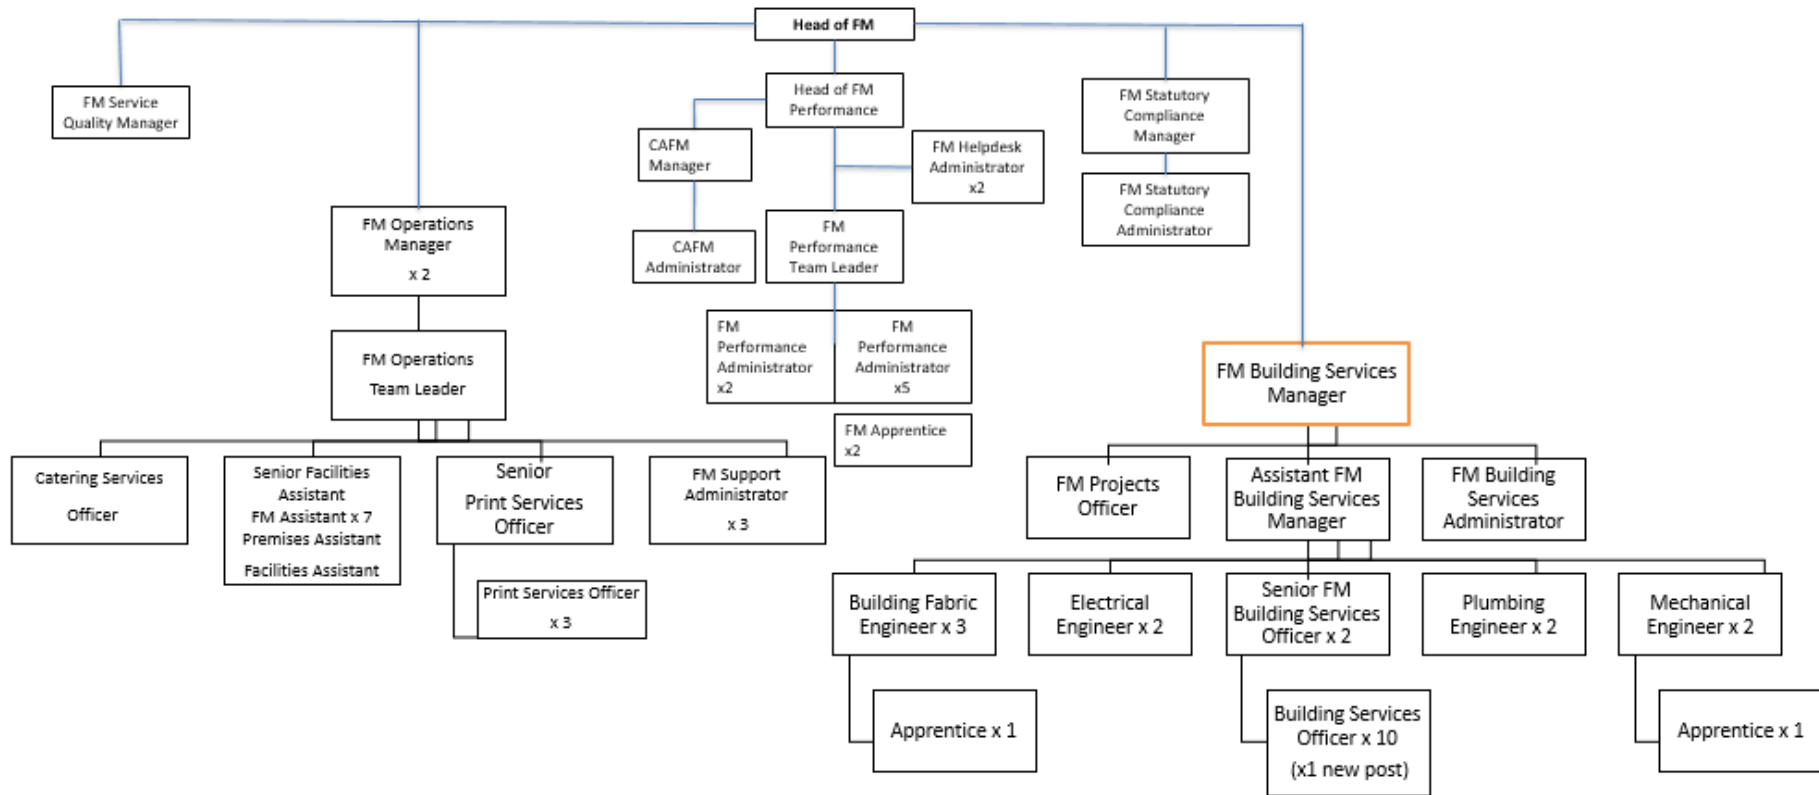 Head of FM
FM Service
Quality Manager
Head of FM
Performance
CAFM
Manager
FM Helpdesk
Administrator
x2
FM Statutory
Compliance
Manager
FM Statutory
Compliance
Administrator
FM Operations
Manager
x 2
CAFM
Administrator
FM
Performance
Team Leader
FM
Performance
Administrator
x2
FM
Performance
Administrator
x5
FM Apprentice
x2
FM Operations
Team Leader
FM Building Services
Manager
Catering Services
Officer
Senior Facilities
Assistant
FM Assistant x 7
Premises Assistant
Facilities Assistant
Senior
Print Services
Officer
FM Support
Administrator
x 3
Print Services Officer
x 3
FM Projects
Officer
Assistant FM
Building Services
Manager
FM Building
Services
Administrator
Building Fabric
Engineer x 3
Electrical
Engineer x 2
Senior FM
Building Services
Officer x 2
Plumbing
Engineer x 2
Mechanical
Engineer x 2
Apprentice x 1
Building Services
Officer x 10
(x1 new post)
Apprentice x 1